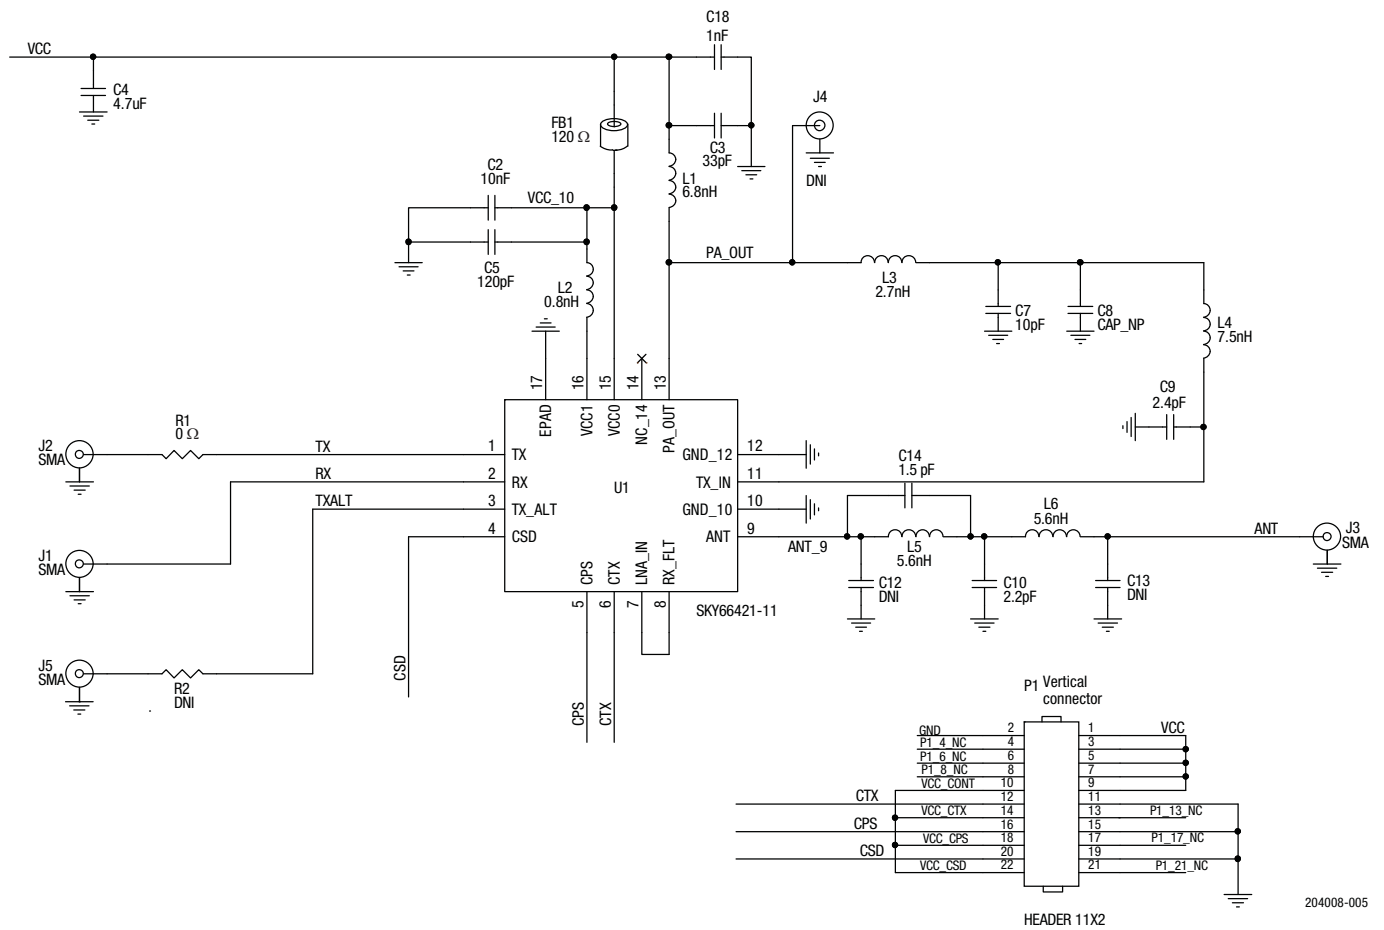 C18
1nF
VCC
C4
4.7uF
FB1
120 Ω
C3
33pF
J4
DNI
C2
10nF
VCC_10
L1
6.8nH
C5
120pF
L2
0.8nH
PA_OUT
L3
2.7nH
C7
10pF
C8
CAP_NP
L4
7.5nH
C9
2.4pF
17
16
15
14
13
EPAD
VCC1
VCC0
NC_14
PA_OUT
J2
SMA
R1
0 Ω
TX
1
TX
RX
2
RX
TXALT
3
TX_ALT
4
CSD
U1
GND_12
12
TX_IN
11
GND_10
10
ANT
9
ANT_9
C14
1.5 pF
L5
5.6nH
L6
5.6nH
ANT
J3
SMA
C12
DNI
C10
2.2pF
C13
DNI
J1
SMA
CPS
CTX
LNA_IN
RX_FLT
5
6
7
8
SKY66421-11
J5
SMA
R2
DNI
CSD
CPS
CTX
P1 Vertical
connector
GND 2 1 VCC
P1_4_NC 4 3
P1_6_NC 6 5
P1_8_NC 8 7
VCC_CONT 10 9
CTX 12 11
VCC_CTX 14 13 P1_13_NC
CPS 16 15
VCC_CPS 18 17 P1_17_NC
CSD 20 19
VCC_CSD 22 21 P1_21_NC
HEADER 11X2
204008-005